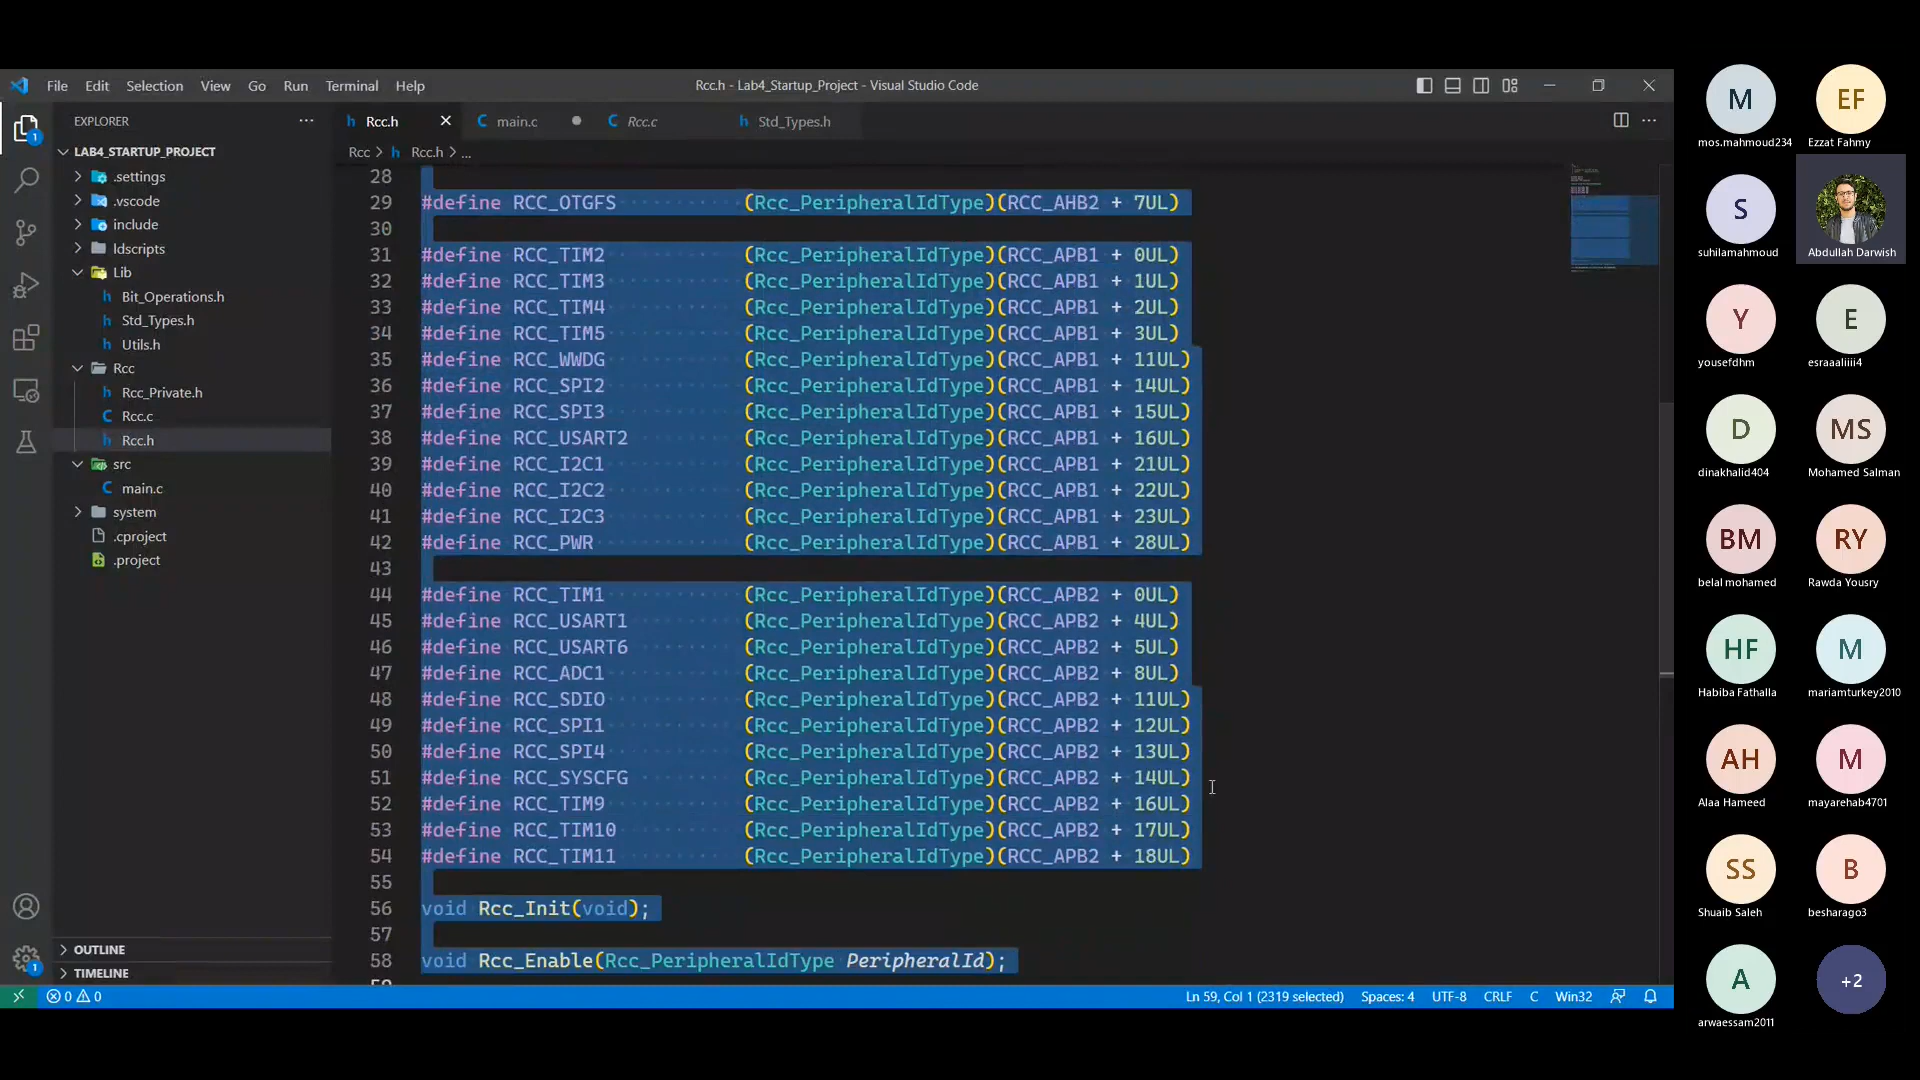 File Edit Selection View Go Run Terminal Help
Rcc.h - Lab4_Startup_Project - Visual Studio Code
EXPLORER
LAB4_STARTUP_PROJECT
.settings
.vscode
include
ldscripts
Lib
h Bit_Operations.h
h Std_Types.h
h Utils.h
Rcc
h Rcc_Private.h
C Rcc.c
h Rcc.h
src
C main.c
system
.cproject
.project
OUTLINE
TIMELINE
1
1
h Rcc.h C main.c C Rcc.c h Std_Types.h
Rcc > h Rcc.h > ...
28
29 #define RCC_OTGFS (Rcc_PeripheralIdType)(RCC_AHB2 + 7UL)
30
31 #define RCC_TIM2 (Rcc_PeripheralIdType)(RCC_APB1 + 0UL)
32 #define RCC_TIM3 (Rcc_PeripheralIdType)(RCC_APB1 + 1UL)
33 #define RCC_TIM4 (Rcc_PeripheralIdType)(RCC_APB1 + 2UL)
34 #define RCC_TIM5 (Rcc_PeripheralIdType)(RCC_APB1 + 3UL)
35 #define RCC_WWDG (Rcc_PeripheralIdType)(RCC_APB1 + 11UL)
36 #define RCC_SPI2 (Rcc_PeripheralIdType)(RCC_APB1 + 14UL)
37 #define RCC_SPI3 (Rcc_PeripheralIdType)(RCC_APB1 + 15UL)
38 #define RCC_USART2 (Rcc_PeripheralIdType)(RCC_APB1 + 16UL)
39 #define RCC_I2C1 (Rcc_PeripheralIdType)(RCC_APB1 + 21UL)
40 #define RCC_I2C2 (Rcc_PeripheralIdType)(RCC_APB1 + 22UL)
41 #define RCC_I2C3 (Rcc_PeripheralIdType)(RCC_APB1 + 23UL)
42 #define RCC_PWR (Rcc_PeripheralIdType)(RCC_APB1 + 28UL)
43
44 #define RCC_TIM1 (Rcc_PeripheralIdType)(RCC_APB2 + 0UL)
45 #define RCC_USART1 (Rcc_PeripheralIdType)(RCC_APB2 + 4UL)
46 #define RCC_USART6 (Rcc_PeripheralIdType)(RCC_APB2 + 5UL)
47 #define RCC_ADC1 (Rcc_PeripheralIdType)(RCC_APB2 + 8UL)
48 #define RCC_SDIO (Rcc_PeripheralIdType)(RCC_APB2 + 11UL)
49 #define RCC_SPI1 (Rcc_PeripheralIdType)(RCC_APB2 + 12UL)
50 #define RCC_SPI4 (Rcc_PeripheralIdType)(RCC_APB2 + 13UL)
51 #define RCC_SYSCFG (Rcc_PeripheralIdType)(RCC_APB2 + 14UL)
52 #define RCC_TIM9 (Rcc_PeripheralIdType)(RCC_APB2 + 16UL)
53 #define RCC_TIM10 (Rcc_PeripheralIdType)(RCC_APB2 + 17UL)
54 #define RCC_TIM11 (Rcc_PeripheralIdType)(RCC_APB2 + 18UL)
55
56 void Rcc_Init(void);
57
58 void Rcc_Enable(Rcc_PeripheralIdType PeripheralId);
0 0 Ln 59, Col 1 (2319 selected) Spaces: 4 UTF-8 CRLF C Win32
M EF
mos.mahmoud234 Ezzat Fahmy
S
suhilamahmoud Abdullah Darwish
Y E
yousefdhm esraaaliiii4
D MS
dinakhalid404 Mohamed Salman
BM RY
belal mohamed Rawda Yousry
HF M
Habiba Fathalla mariamturkey2010
AH M
Alaa Hameed mayarehab4701
SS B
Shuaib Saleh besharago3
A +2
arwaessam2011